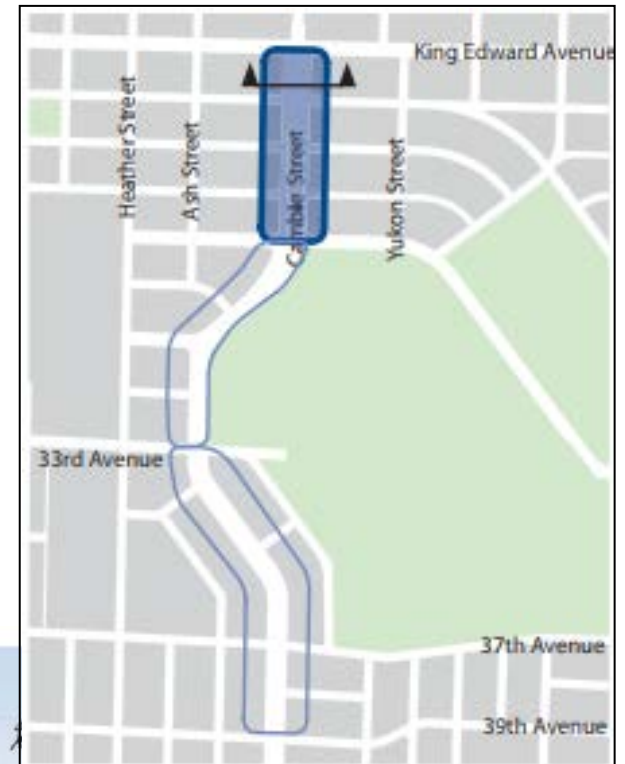 King Edward Avenue
Heather Street
Ash Street
Cambie Street
Yukon Street
33rd Avenue
37th Avenue
39th Avenue